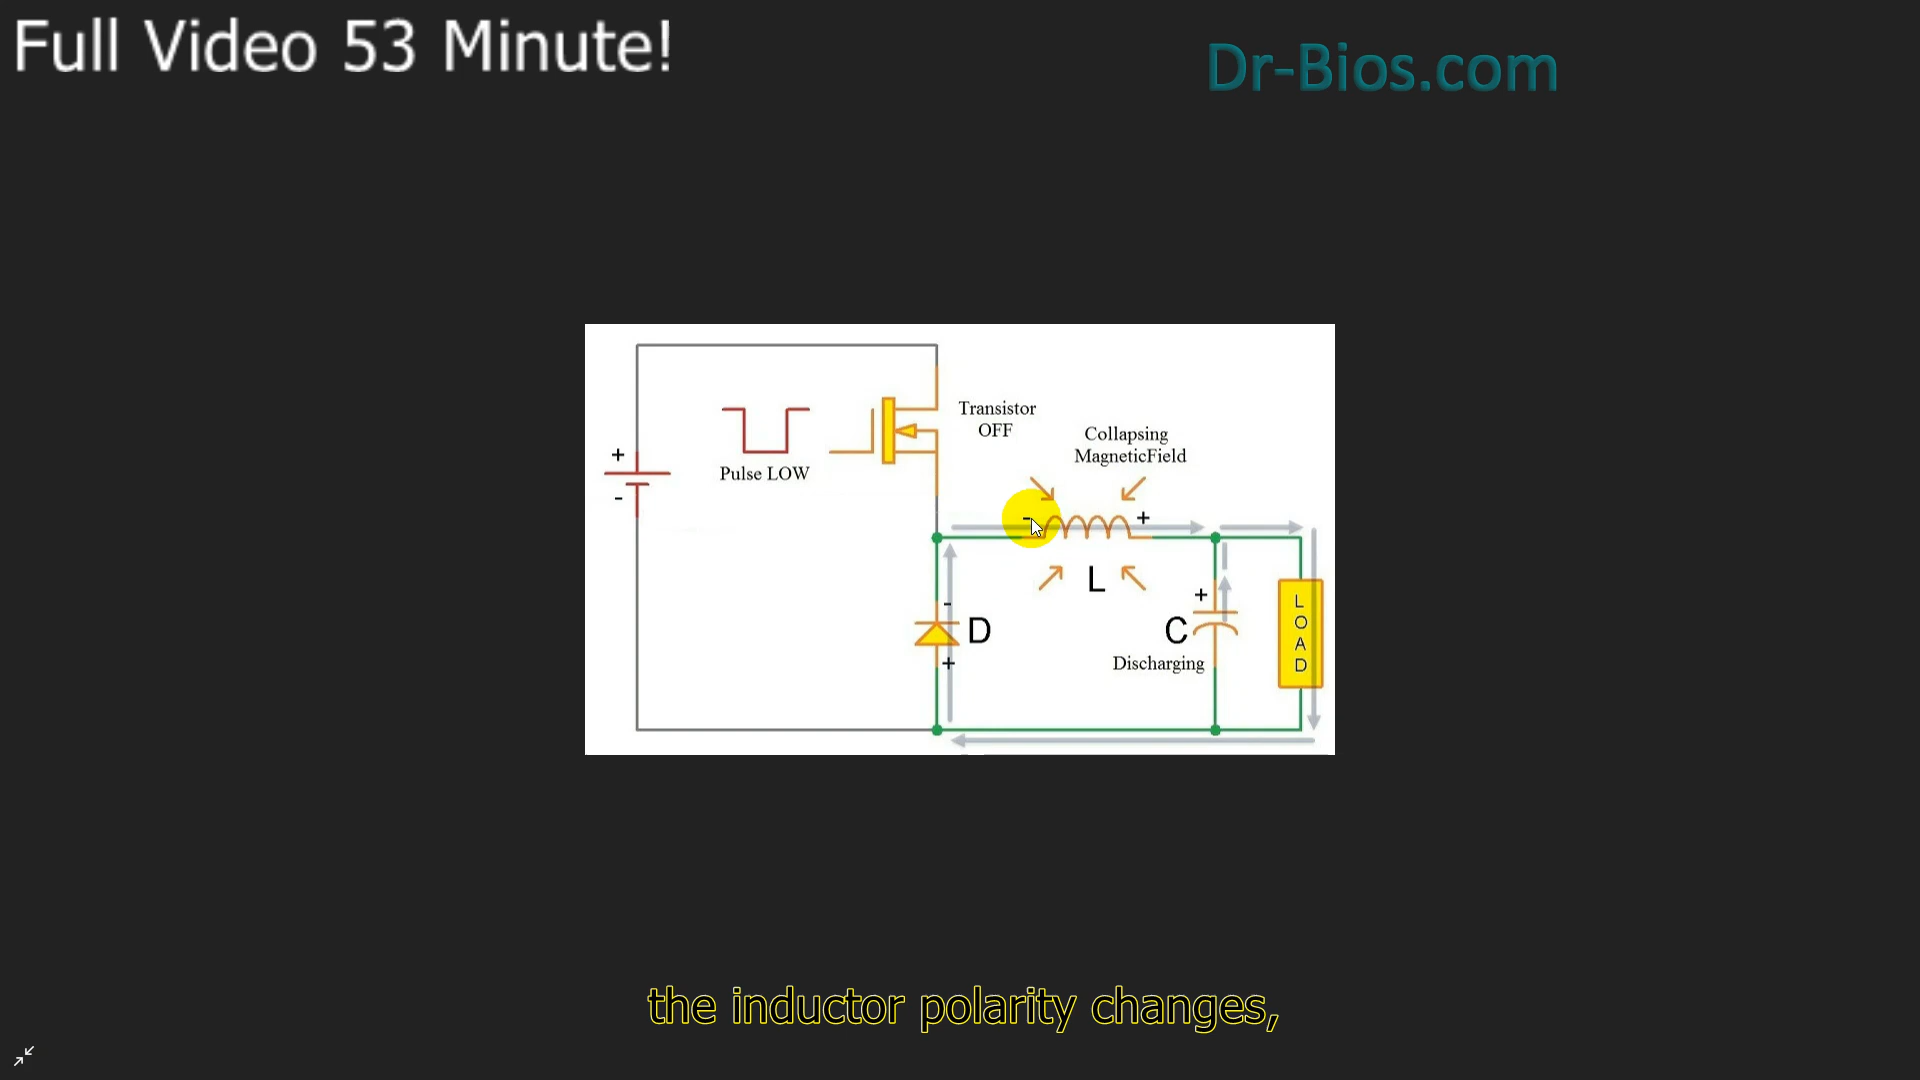 Full Video 53 Minute!
Dr-Bios.com
Transistor
OFF
Collapsing
MagneticField
+
-
Pulse LOW
-
+
L
-
D
+
+
C
Discharging
L
O
A
D
the inductor polarity changes,